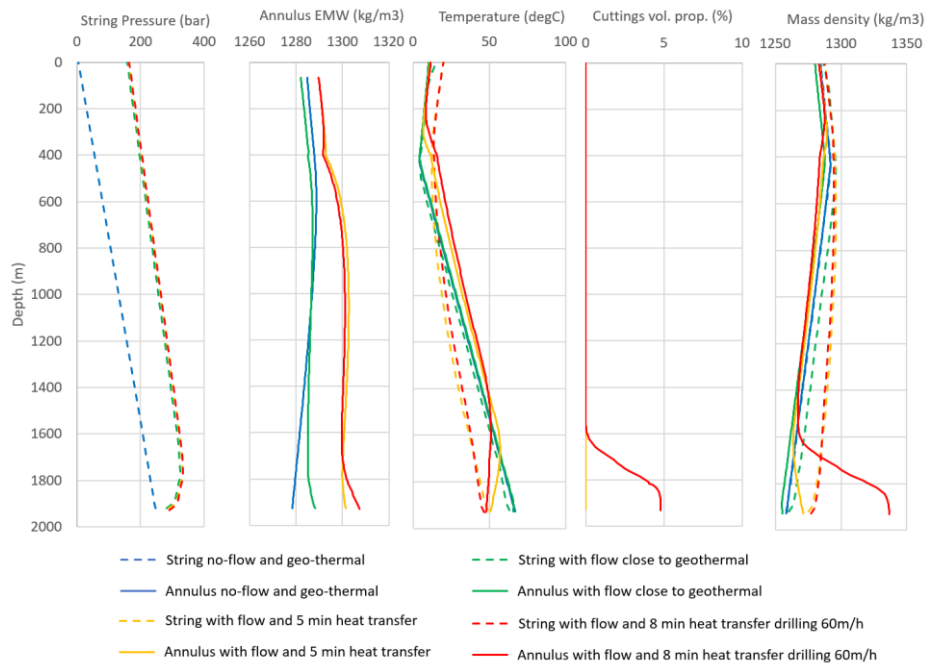 String Pressure (bar)
Annulus EMW (kg/m3)
Temperature (degC)
Cuttings vol. prop. (%)
Mass density (kg/m3)
0 200 400
1260 1280 1300 1320
0 50 100
0 5 10
1250 1300 1350
0
200
400
600
800
1000
1200
1400
1600
1800
2000
Depth (m)
String no-flow and geo-thermal
String with flow close to geothermal
Annulus no-flow and geo-thermal
Annulus with flow close to geothermal
String with flow and 5 min heat transfer
String with flow and 8 min heat transfer drilling 60m/h
Annulus with flow and 5 min heat transfer
Annulus with flow and 8 min heat transfer drilling 60m/h